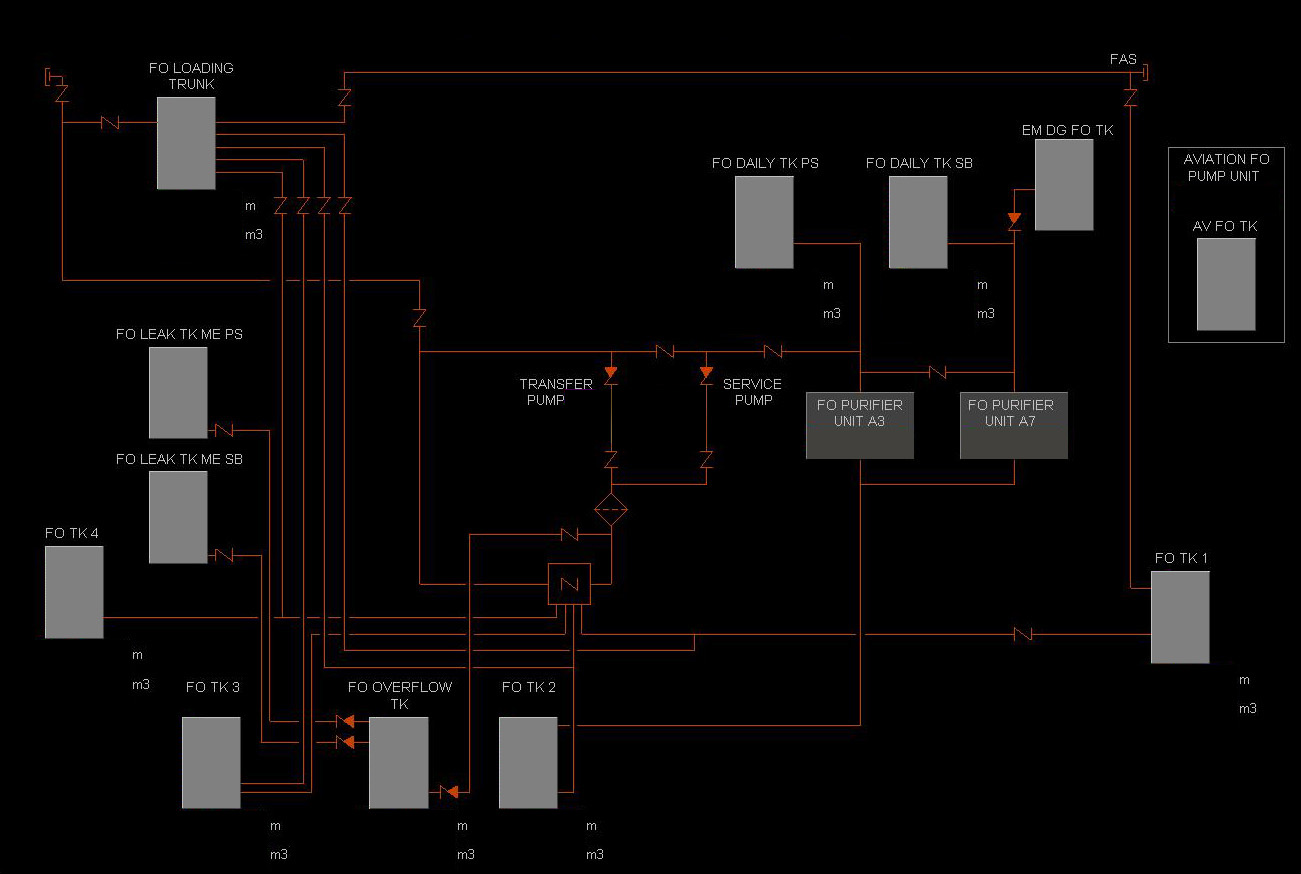 FAS
FO LOADING
TRUNK
EM DG FO TK
FO DAILY TK PS
FO DAILY TK SB
AVIATION FO
PUMP UNIT
AV FO TK
m
m3
m
m3
m
m3
FO LEAK TK ME PS
TRANSFER
PUMP
SERVICE
PUMP
FO PURIFIER
UNIT A3
FO PURIFIER
UNIT A7
FO LEAK TK ME SB
FO TK 4
FO TK 1
m
m3
m
m3
FO TK 3
FO OVERFLOW
TK
FO TK 2
m
m3
m
m3
m
m3